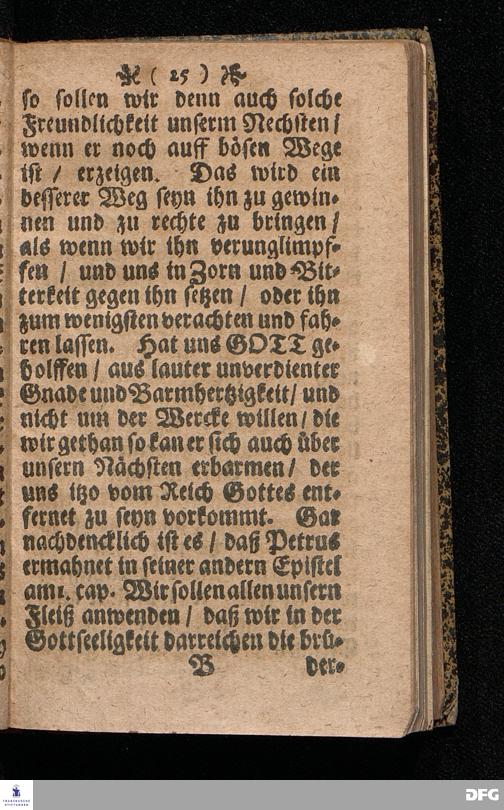 ( 25 )
so sollen wir denn auch solche
Freundlichkeit unserm Nechsten /
wenn er noch auff bösen Wege
ist / erzeigen. Das wird ein
besserer Weg seyn ihn zu gewin-
nen und zu rechte zu bringen /
als wenn wir ihn verunglimpf-
fen / und uns in Zorn und Bit-
terkeit gegen ihn setzen / oder ihn
zum wenigsten verachten und fah-
ren lassen. Hat uns GOTT ge-
holffen / aus lauter unverdienter
Gnade und Barmhertzigkeit / und
nicht um der Wercke willen / die
wir gethan so kan er sich auch über
unsern Nächsten erbarmen / der
uns itzo vom Reich Gottes ent-
fernet zu seyn vorkommt. Gar
nachdencklich ist es / daß Petrus
ermahnet in seiner andern Epistel
am 1. cap. Wir sollen allen unsern
Fleiß anwenden / daß wir in der
Gottseeligkeit darreichen die brü-
B der-
FRANCKESCHE STIFTUNGEN
DFG